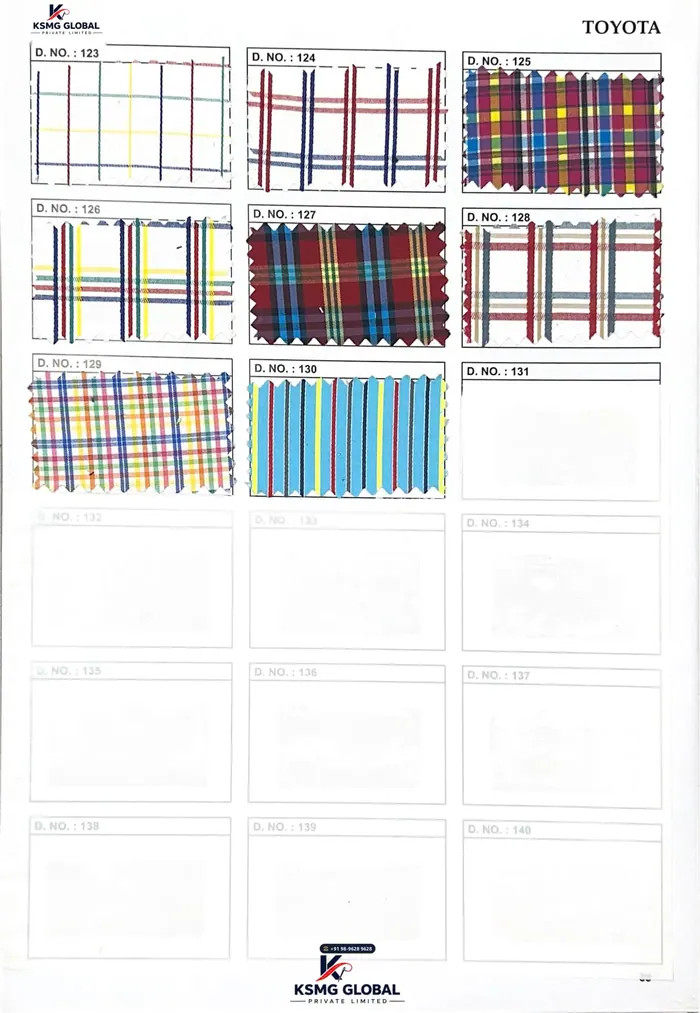 KSMG GLOBAL
PRIVATE LIMITED
TOYOTA
D. NO. : 123
D. NO. : 124
D. NO. : 125
D. NO. : 126
D. NO. : 127
D. NO. : 128
D. NO. : 129
D. NO. : 130
D. NO. : 131
D. NO. : 132
D. NO. : 133
D. NO. : 134
D. NO. : 135
D. NO. : 136
D. NO. : 137
D. NO. : 138
D. NO. : 139
D. NO. : 140
+91 98-9628 9628
KSMG GLOBAL
PRIVATE LIMITED